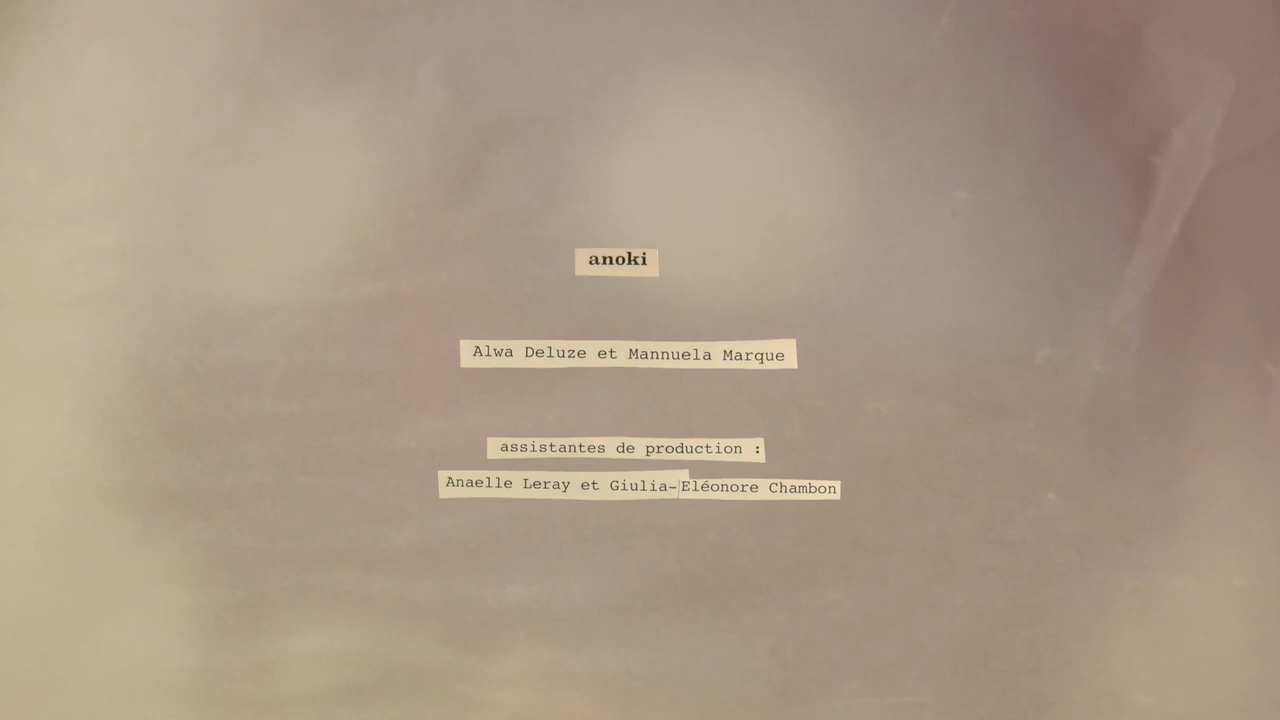 anoki
Alwa Deluze et Mannuela Marque
assistantes de production :
Anaelle Leray et Giulia-Eléonore Chambon